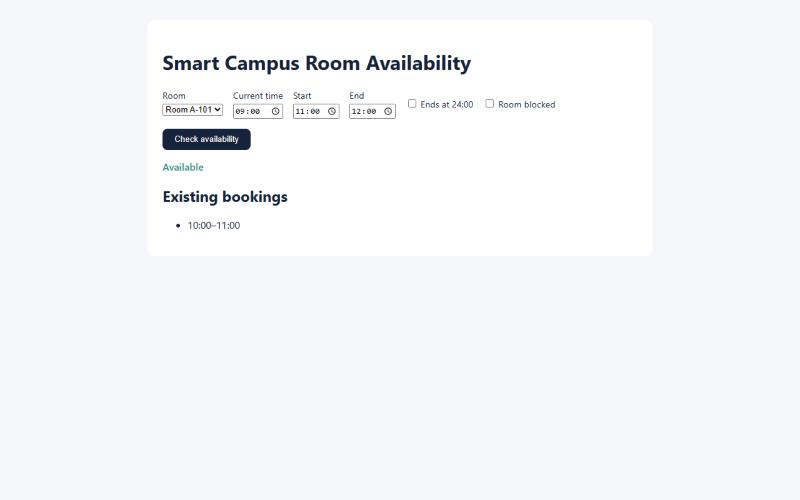 Smart Campus Room Availability
Room Current time Start End
Room A-101 09:00 11:00 12:00 Ends at 24:00 Room blocked
Check availability
Available
Existing bookings
10:00–11:00